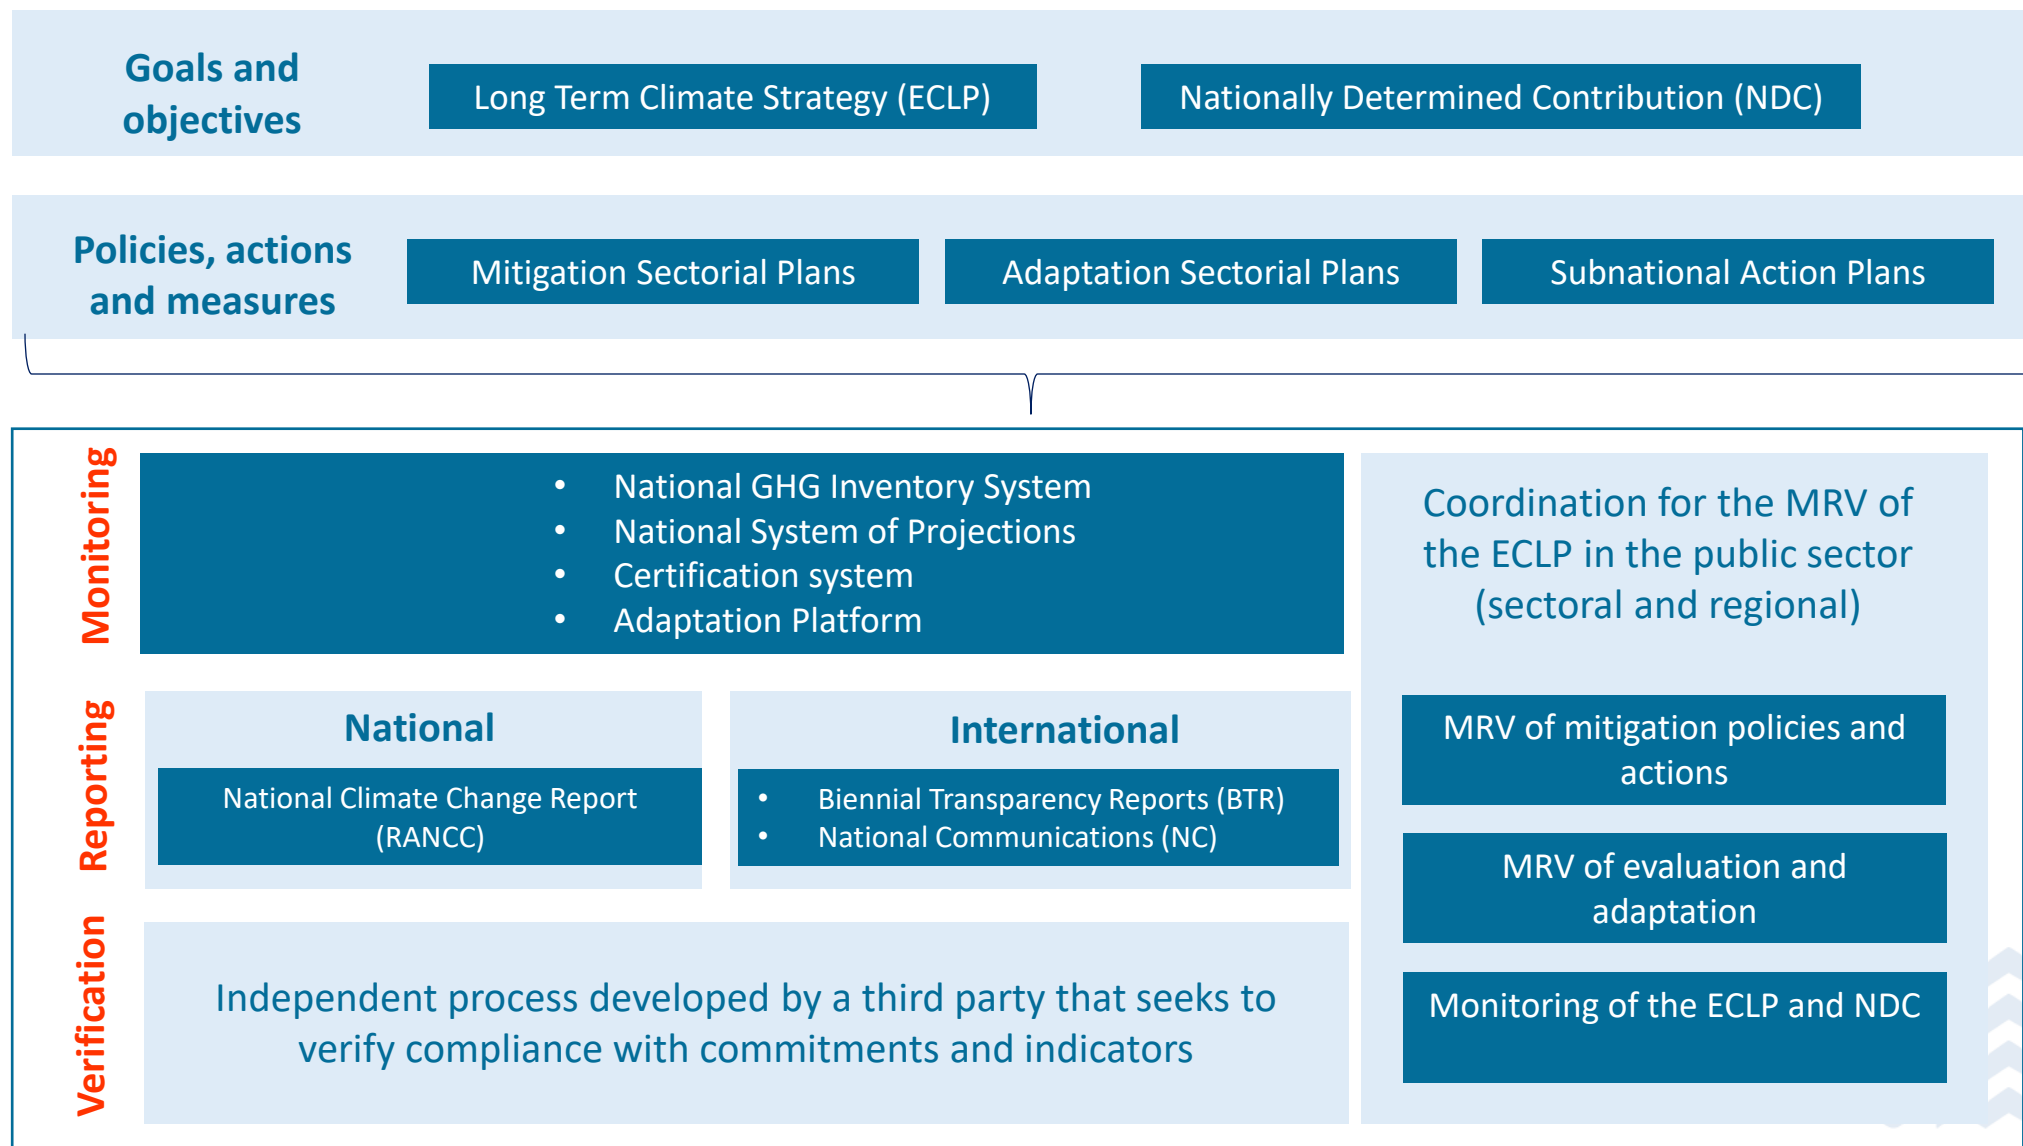 Goals and
objectives
Long Term Climate Strategy (ECLP)
Nationally Determined Contribution (NDC)
Policies, actions
and measures
Mitigation Sectorial Plans
Adaptation Sectorial Plans
Subnational Action Plans
Monitoring
• National GHG Inventory System
• National System of Projections
• Certification system
• Adaptation Platform
Reporting
National
National Climate Change Report
(RANCC)
International
• Biennial Transparency Reports (BTR)
• National Communications (NC)
Verification
Independent process developed by a third party that seeks to
verify compliance with commitments and indicators
Coordination for the MRV of
the ECLP in the public sector
(sectoral and regional)
MRV of mitigation policies and
actions
MRV of evaluation and
adaptation
Monitoring of the ECLP and NDC